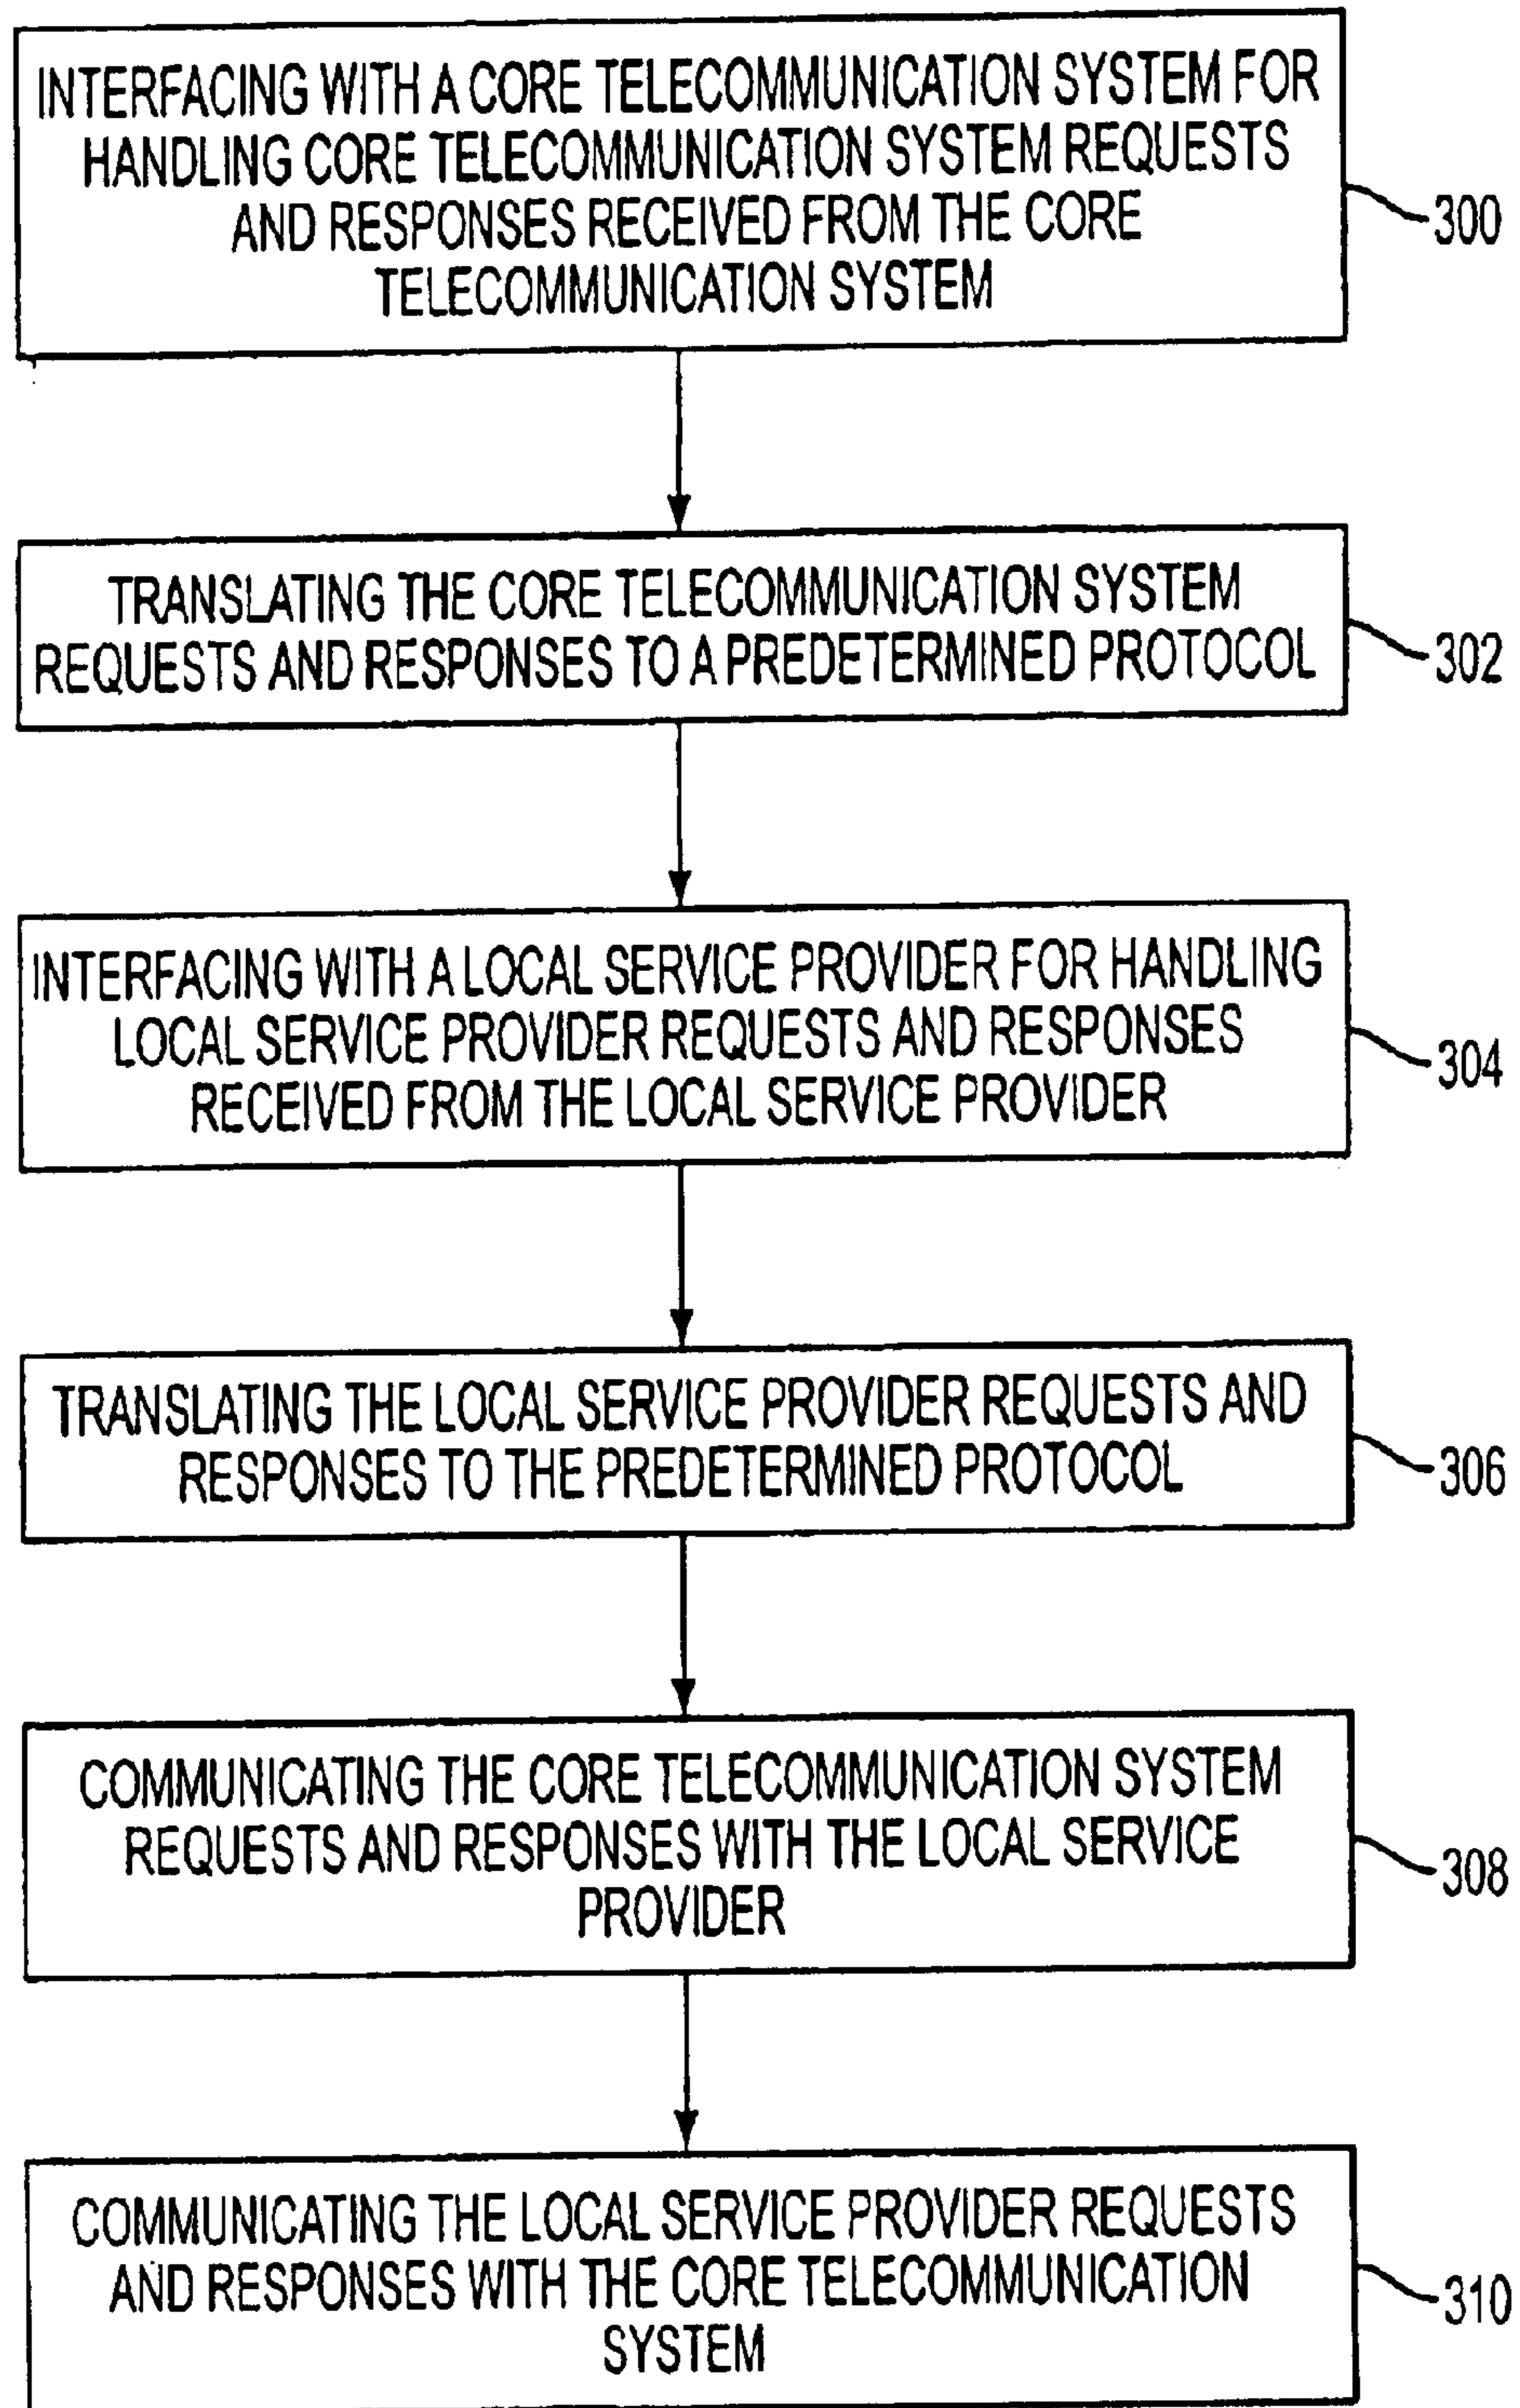 INTERFACING WITH A CORE TELECOMMUNICATION SYSTEM FOR
HANDLING CORE TELECOMMUNICATION SYSTEM REQUESTS
AND RESPONSES RECEIVED FROM THE CORE
TELECOMMUNICATION SYSTEM
300
TRANSLATING THE CORE TELECOMMUNICATION SYSTEM
REQUESTS AND RESPONSES TO A PREDETERMINED PROTOCOL
302
INTERFACING WITH A LOCAL SERVICE PROVIDER FOR HANDLING
LOCAL SERVICE PROVIDER REQUESTS AND RESPONSES
RECEIVED FROM THE LOCAL SERVICE PROVIDER
304
TRANSLATING THE LOCAL SERVICE PROVIDER REQUESTS AND
RESPONSES TO THE PREDETERMINED PROTOCOL
306
COMMUNICATING THE CORE TELECOMMUNICATION SYSTEM
REQUESTS AND RESPONSES WITH THE LOCAL SERVICE
PROVIDER
308
COMMUNICATING THE LOCAL SERVICE PROVIDER REQUESTS
AND RESPONSES WITH THE CORE TELECOMMUNICATION
SYSTEM
310